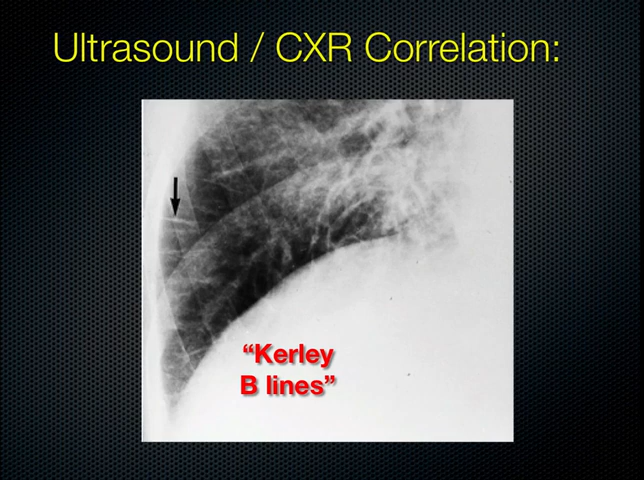 Ultrasound / CXR Correlation:
“Kerley
B lines”